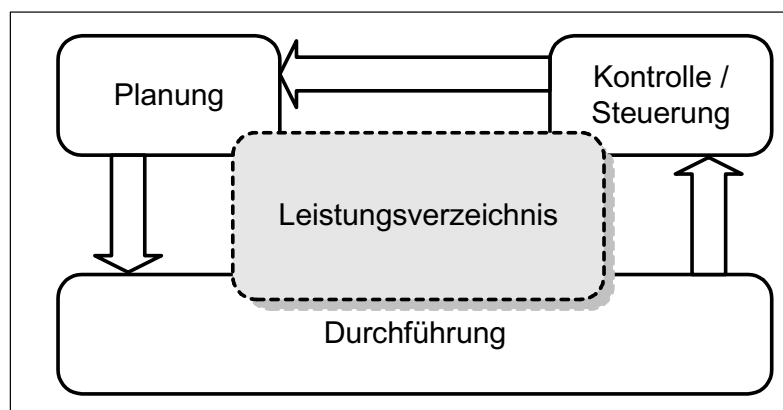 Planung
Kontrolle /
Steuerung
Leistungsverzeichnis
Durchführung